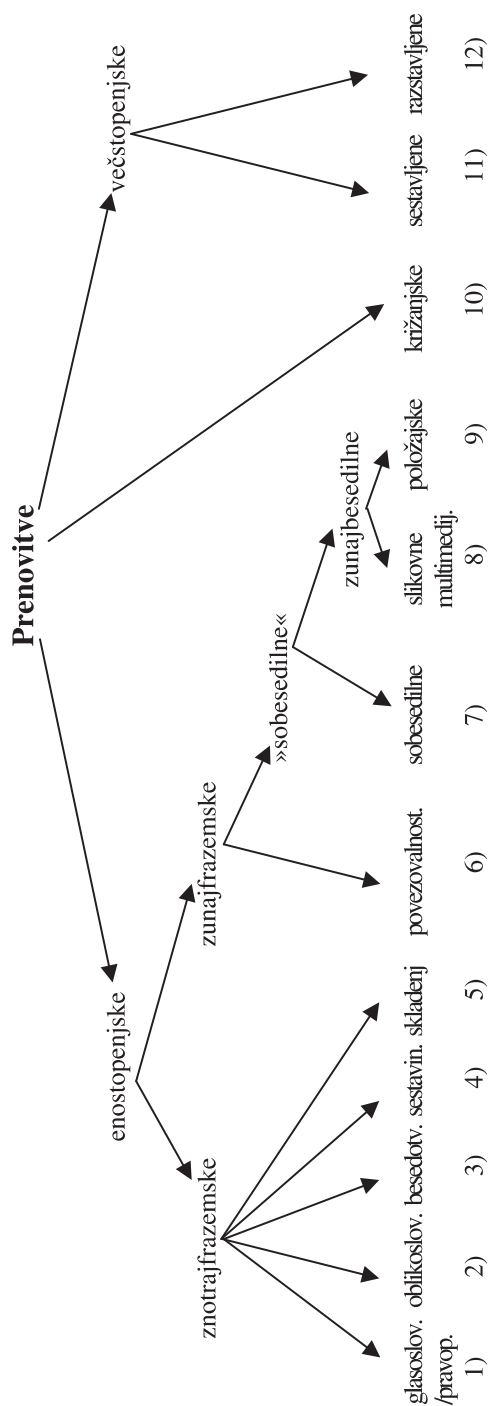 Prenovitve
enostopenjske
večstopenjske
znotrajfrazemske
zunajfrazemske
»sobesedilne«
zunajbesedilne
glasoslov. oblikoslov. besedotv. sestavin. skladenj povezovalnost. sobesedilne slikovne položajske križanjske sestavljene razstavljene
/pravop. multimedij.
1) 2) 3) 4) 5) 6) 7) 8) 9) 10) 11) 12)